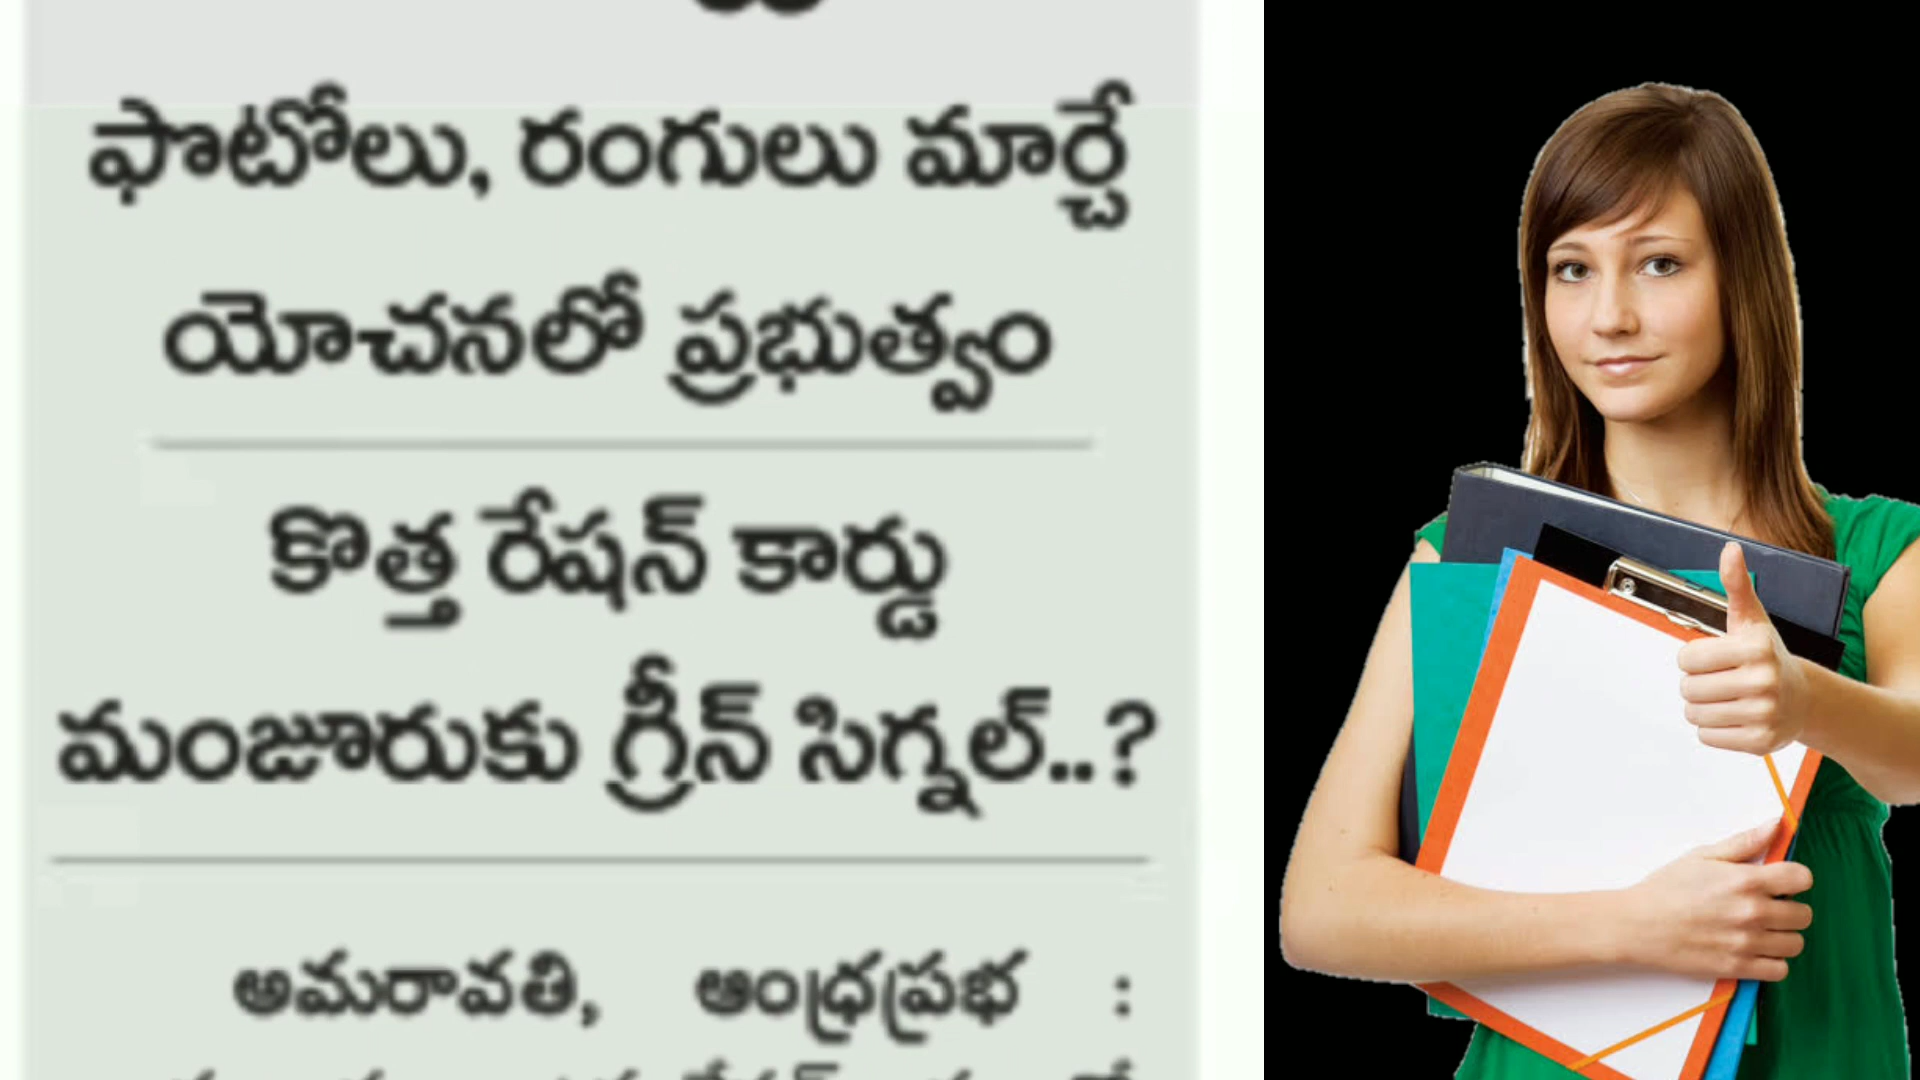 ఫొటోలు, రంగులు మార్చే
యోచనలో ప్రభుత్వం
కొత్త రేషన్ కార్డు
మంజూరుకు గ్రీన్ సిగ్నల్..?
అమరావతి, ఆంధ్రప్రభ :